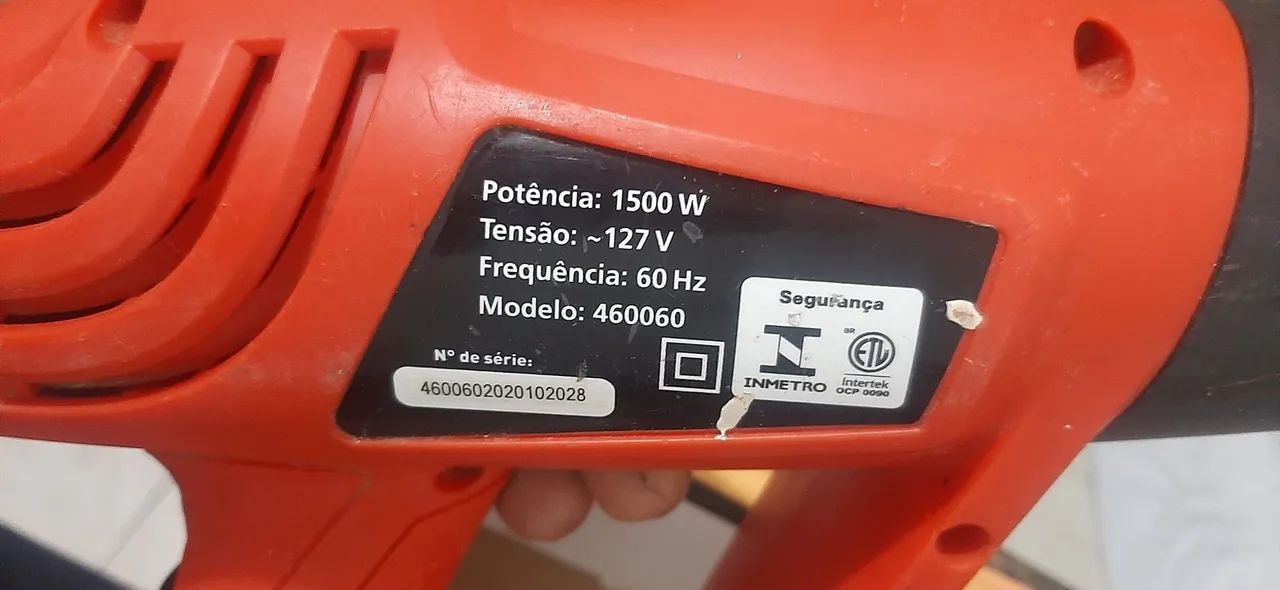 Potência: 1500 W
Tensão: ~127 V
Frequência: 60 Hz
Modelo: 460060
Nº de série:
4600602020102028
Segurança
INMETRO
BR
ETL
Intertek
OCP 0090